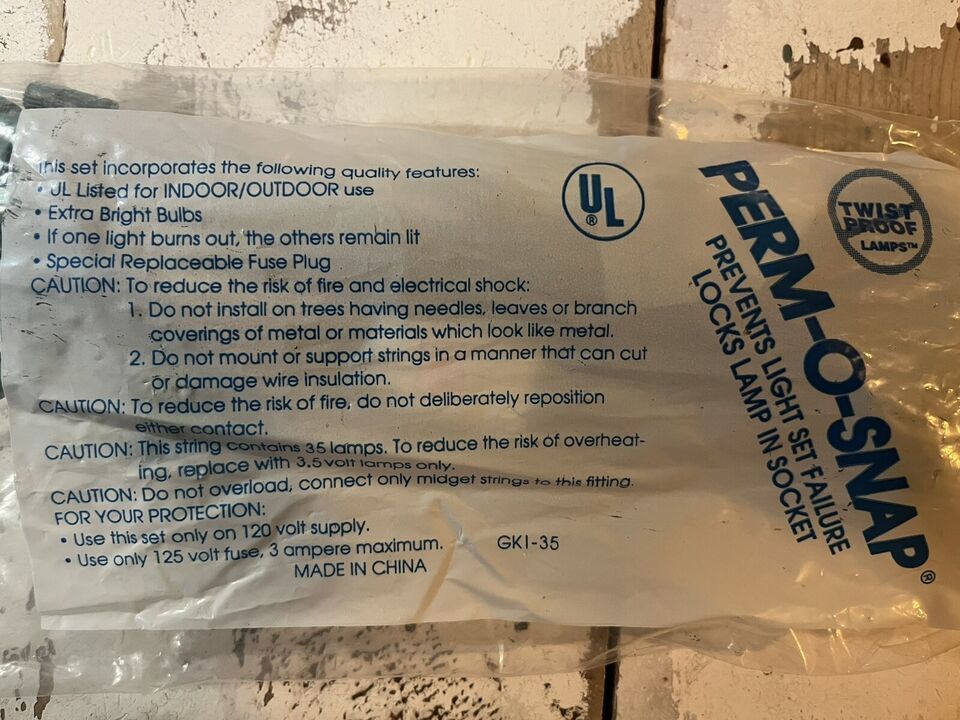 This set incorporates the following quality features:
• UL Listed for INDOOR/OUTDOOR use
• Extra Bright Bulbs
• If one light burns out, the others remain lit
• Special Replaceable Fuse Plug
CAUTION: To reduce the risk of fire and electrical shock:
1. Do not install on trees having needles, leaves or branch
coverings of metal or materials which look like metal.
2. Do not mount or support strings in a manner that can cut
or damage wire insulation.
CAUTION: To reduce the risk of fire, do not deliberately reposition
either contact.
CAUTION: This string contains 35 lamps. To reduce the risk of overheat-
ing, replace with 3.5 volt lamps only.
CAUTION: Do not overload, connect only midget strings to this fitting.
FOR YOUR PROTECTION:
• Use this set only on 120 volt supply.
• Use only 125 volt fuse, 3 ampere maximum.
GKI-35
MADE IN CHINA
UL ®
TWIST
PROOF
LAMPS™
PERM-O-SNAP®
PREVENTS LIGHT SET FAILURE
LOCKS LAMP IN SOCKET